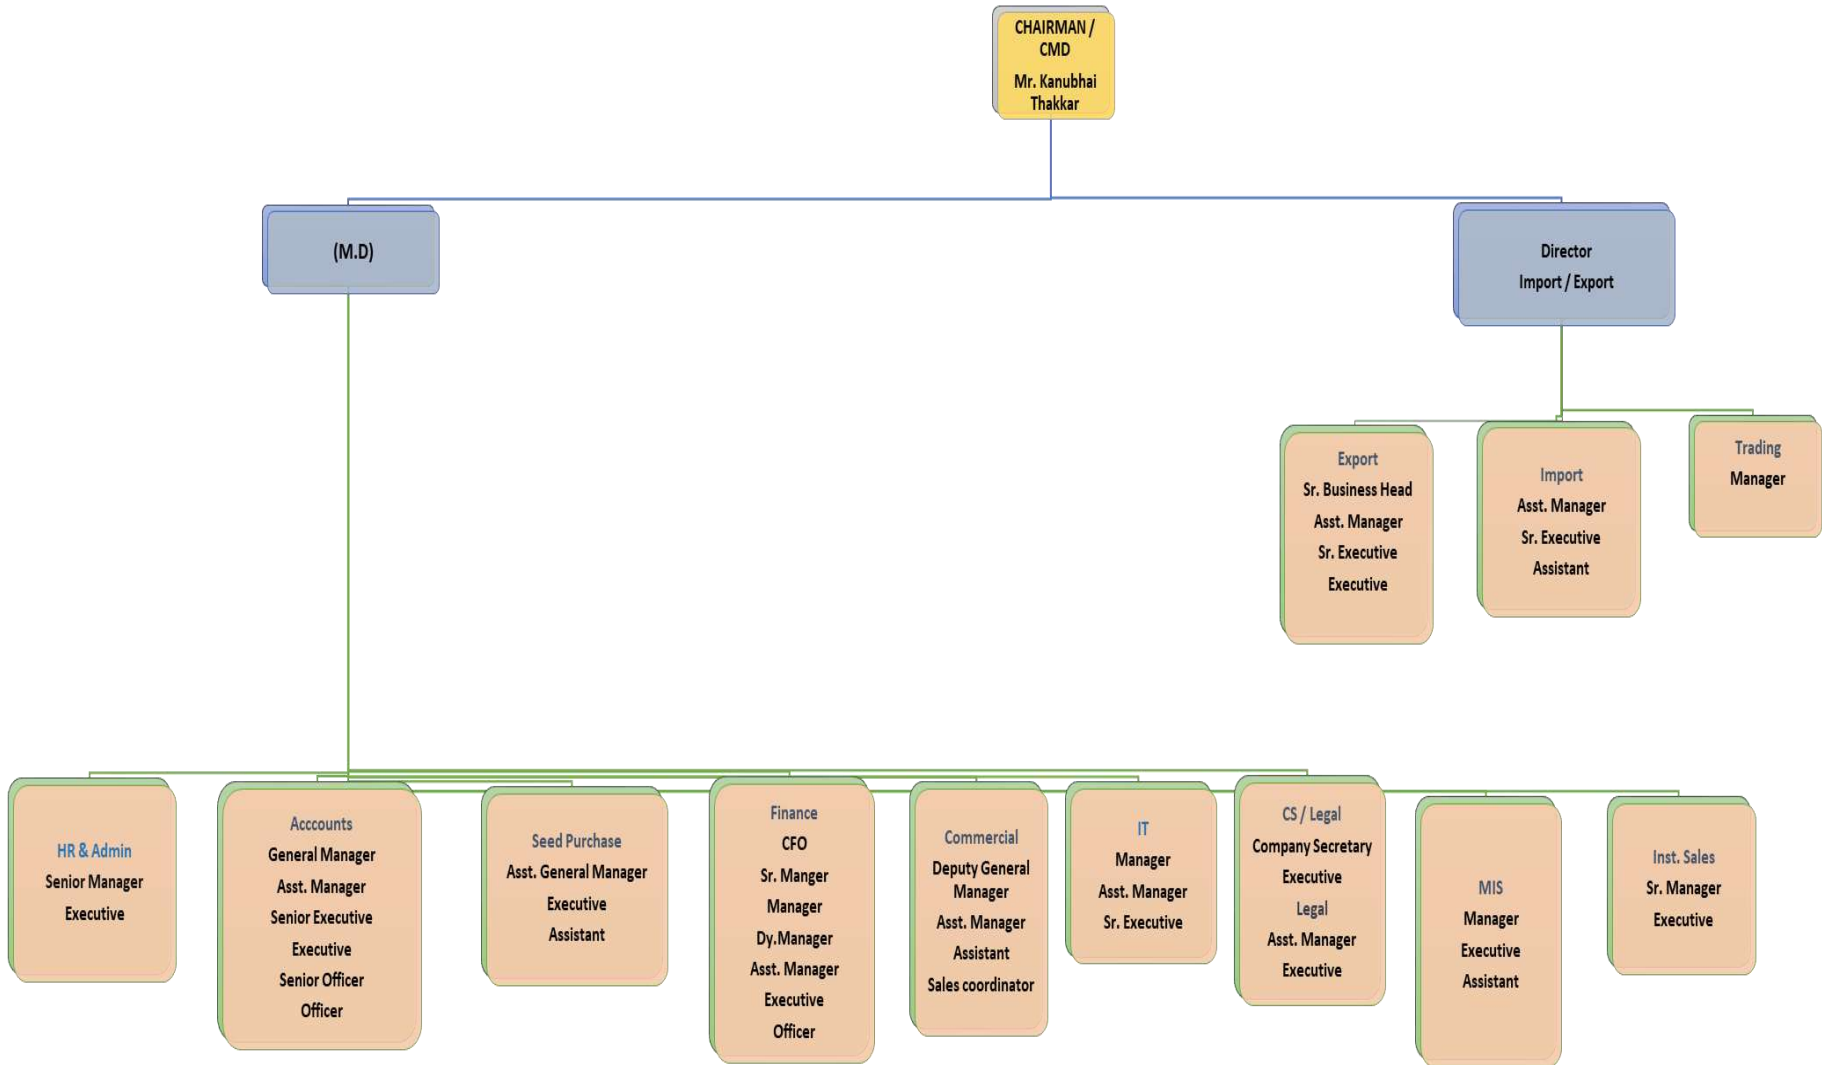 CHAIRMAN /
CMD
Mr. Kanubhai
Thakkar
(M.D)
Director
Import / Export
Export
Sr. Business Head
Asst. Manager
Sr. Executive
Executive
Import
Asst. Manager
Sr. Executive
Assistant
Trading
Manager
HR & Admin
Senior Manager
Executive
Acccounts
General Manager
Asst. Manager
Senior Executive
Executive
Senior Officer
Officer
Seed Purchase
Asst. General Manager
Executive
Assistant
Finance
CFO
Sr. Manger
Manager
Dy.Manager
Asst. Manager
Executive
Officer
Commercial
Deputy General
Manager
Asst. Manager
Assistant
Sales coordinator
IT
Manager
Asst. Manager
Sr. Executive
CS / Legal
Company Secretary
Executive
Legal
Asst. Manager
Executive
MIS
Manager
Executive
Assistant
Inst. Sales
Sr. Manager
Executive